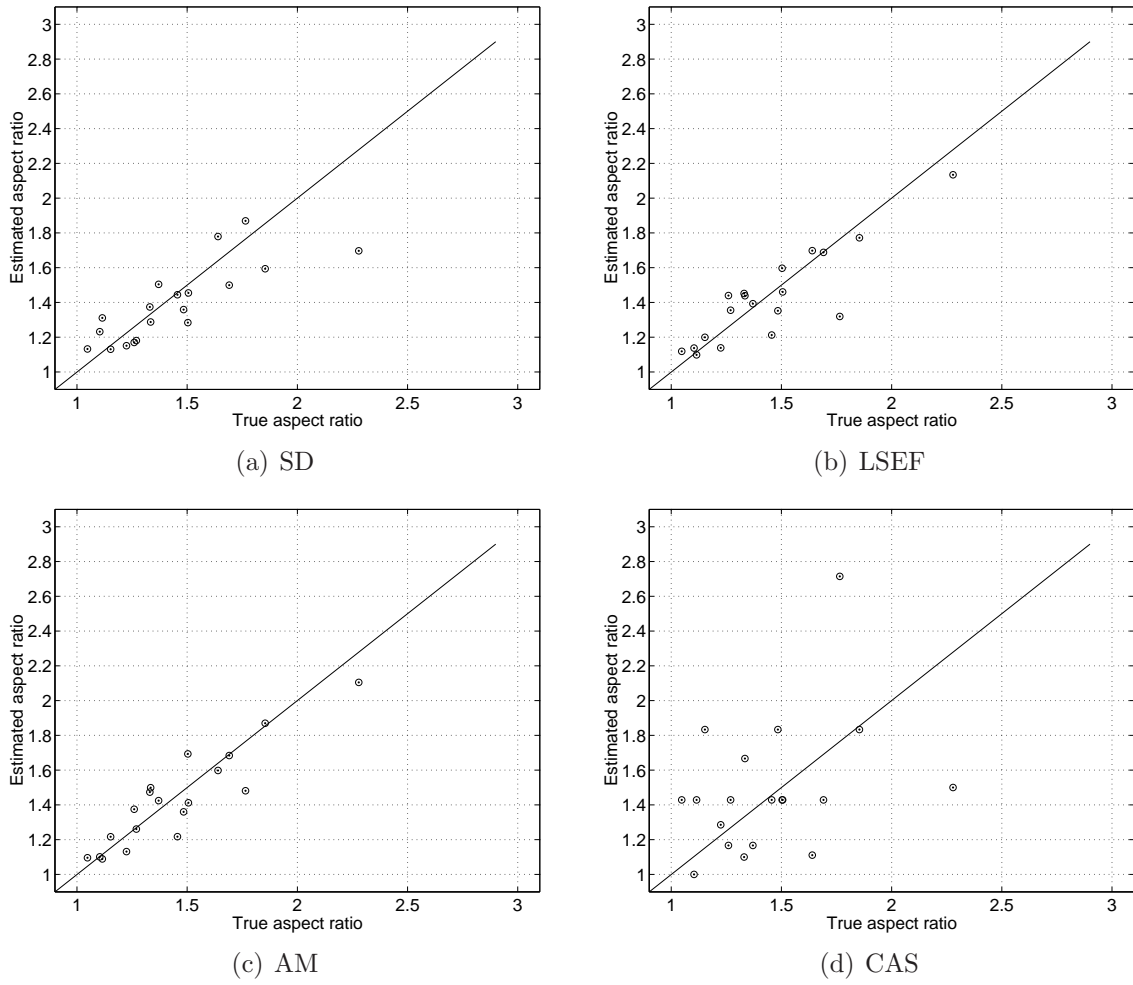 3
2.8
2.6
2.4
2.2
2
1.8
1.6
1.4
1.2
1
Estimated aspect ratio
1 1.5 2 2.5 3
True aspect ratio
(a) SD
3
2.8
2.6
2.4
2.2
2
1.8
1.6
1.4
1.2
1
Estimated aspect ratio
1 1.5 2 2.5 3
True aspect ratio
(b) LSEF
3
2.8
2.6
2.4
2.2
2
1.8
1.6
1.4
1.2
1
Estimated aspect ratio
1 1.5 2 2.5 3
True aspect ratio
(c) AM
3
2.8
2.6
2.4
2.2
2
1.8
1.6
1.4
1.2
1
Estimated aspect ratio
1 1.5 2 2.5 3
True aspect ratio
(d) CAS